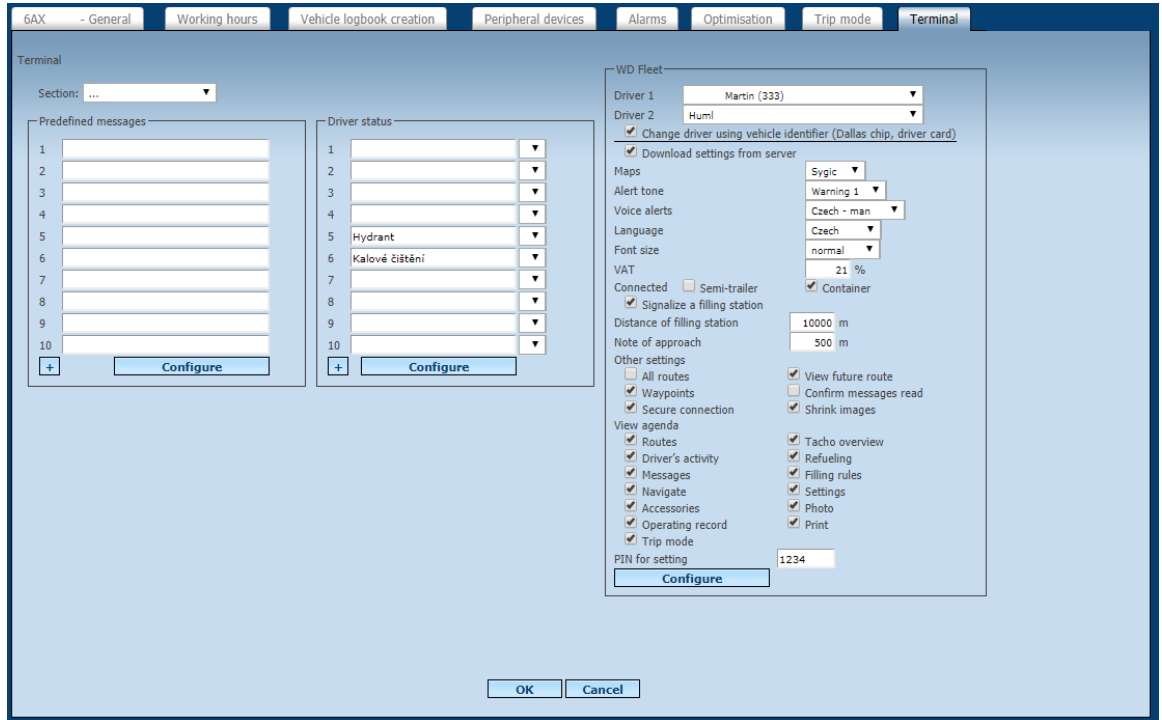 6AX - General Working hours Vehicle logbook creation Peripheral devices Alarms Optimisation Trip mode Terminal
Terminal
Section: ...
Predefined messages
1
2
3
4
5
6
7
8
9
10
+ Configure
Driver status
1
2
3
4
5 Hydrant
6 Kalové čištění
7
8
9
10
+ Configure
WD Fleet
Driver 1 Martin (333)
Driver 2 Huml
Change driver using vehicle identifier (Dallas chip, driver card)
Download settings from server
Maps Sygic
Alert tone Warning 1
Voice alerts Czech - man
Language Czech
Font size normal
VAT 21 %
Connected Semi-trailer Container
Signalize a filling station
Distance of filling station 10000 m
Note of approach 500 m
Other settings
All routes View future route
Waypoints Confirm messages read
Secure connection Shrink images
View agenda
Routes Tacho overview
Driver's activity Refueling
Messages Filling rules
Navigate Settings
Accessories Photo
Operating record Print
Trip mode
PIN for setting 1234
Configure
OK Cancel